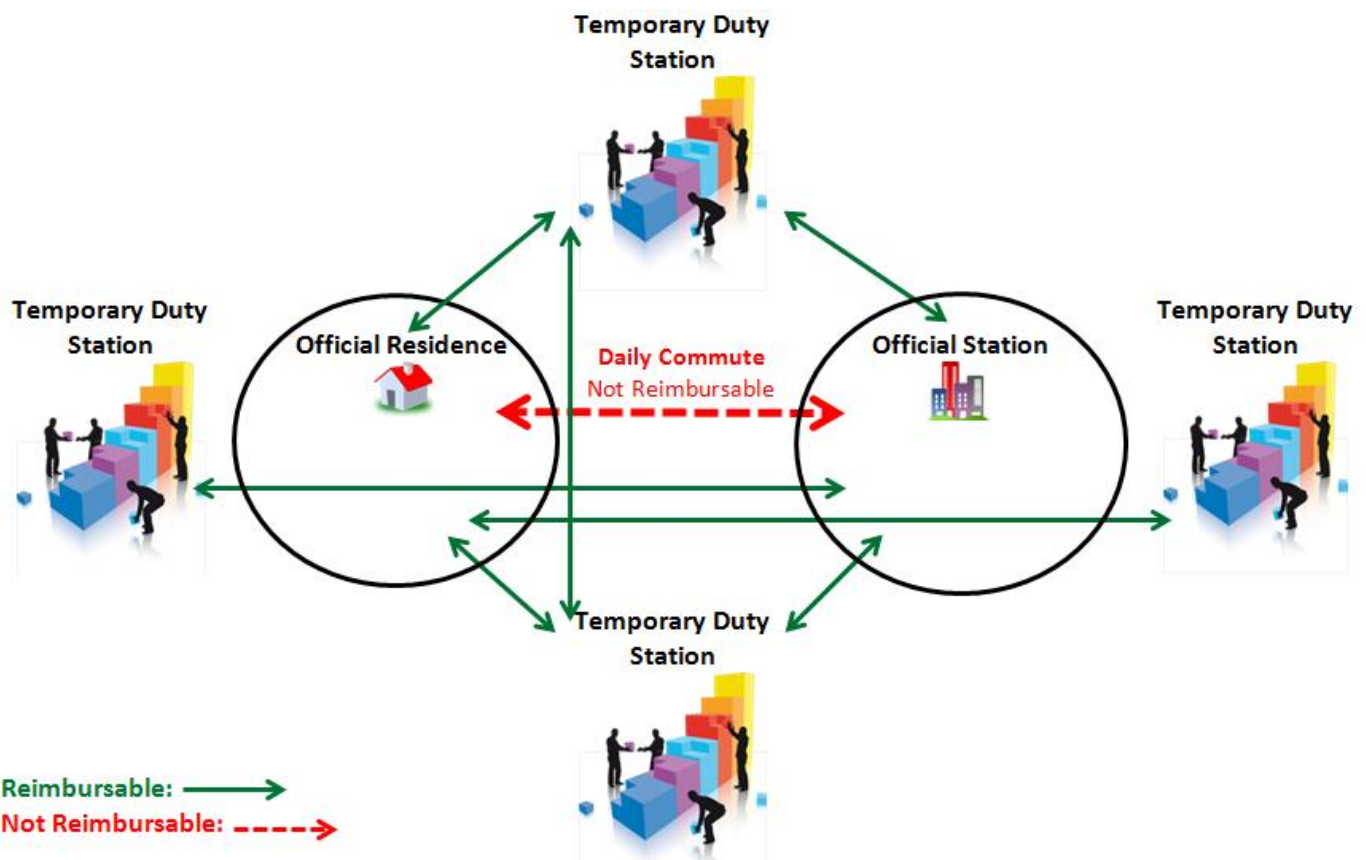 Temporary Duty
Station
Temporary Duty
Station
Official Residence
Daily Commute
Not Reimbursable
Official Station
Temporary Duty
Station
Temporary Duty
Station
Reimbursable:
Not Reimbursable: